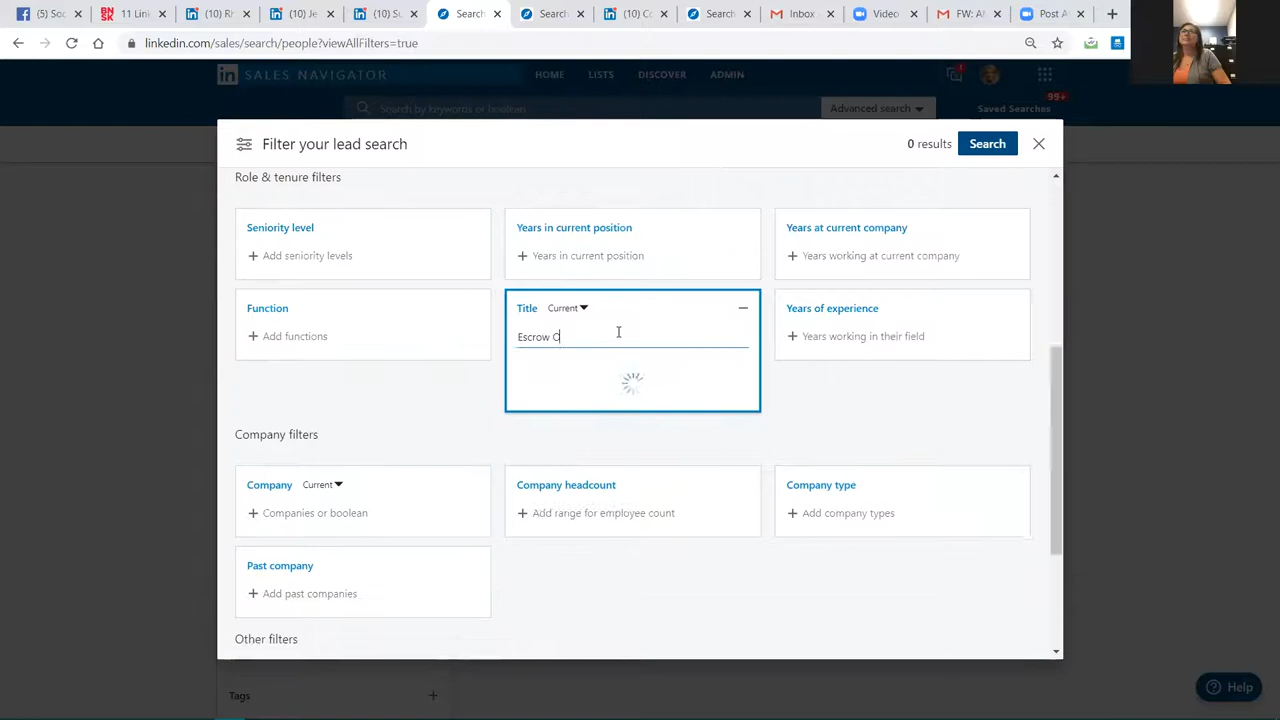 (5) Soc
11 Link
(10) Rh
(10) Je
(10) Su
Search
Search
(10) Co
Search
Inbox
Video
FW: At
Post A
linkedin.com/sales/search/people?viewAllFilters=true
in SALES NAVIGATOR
HOME
LISTS
DISCOVER
ADMIN
99+
Search by keywords or boolean
Advanced search
Saved Searches
Filter your lead search
0 results
Search
Role & tenure filters
Seniority level
Years in current position
Years at current company
+ Add seniority levels
+ Years in current position
+ Years working at current company
Function
Title Current
Years of experience
+ Add functions
Escrow O
+ Years working in their field
Company filters
Company Current
Company headcount
Company type
+ Companies or boolean
+ Add range for employee count
+ Add company types
Past company
+ Add past companies
Other filters
Tags +
Help